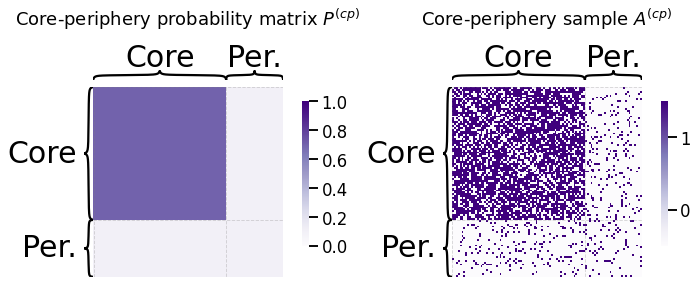 Core-periphery probability matrix P^(cp)
Core Per.
Core
Per.
1.0
0.8
0.6
0.4
0.2
0.0
Core-periphery sample A^(cp)
Core Per.
Core
Per.
1
0